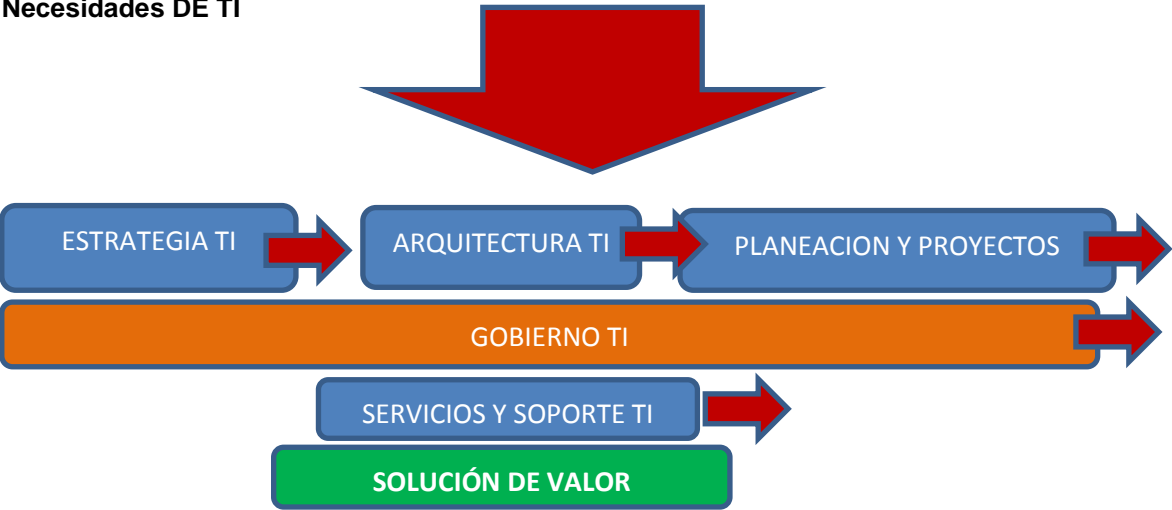 Necesidades DE TI
ESTRATEGIA TI
ARQUITECTURA TI
PLANEACION Y PROYECTOS
GOBIERNO TI
SERVICIOS Y SOPORTE TI
SOLUCIÓN DE VALOR